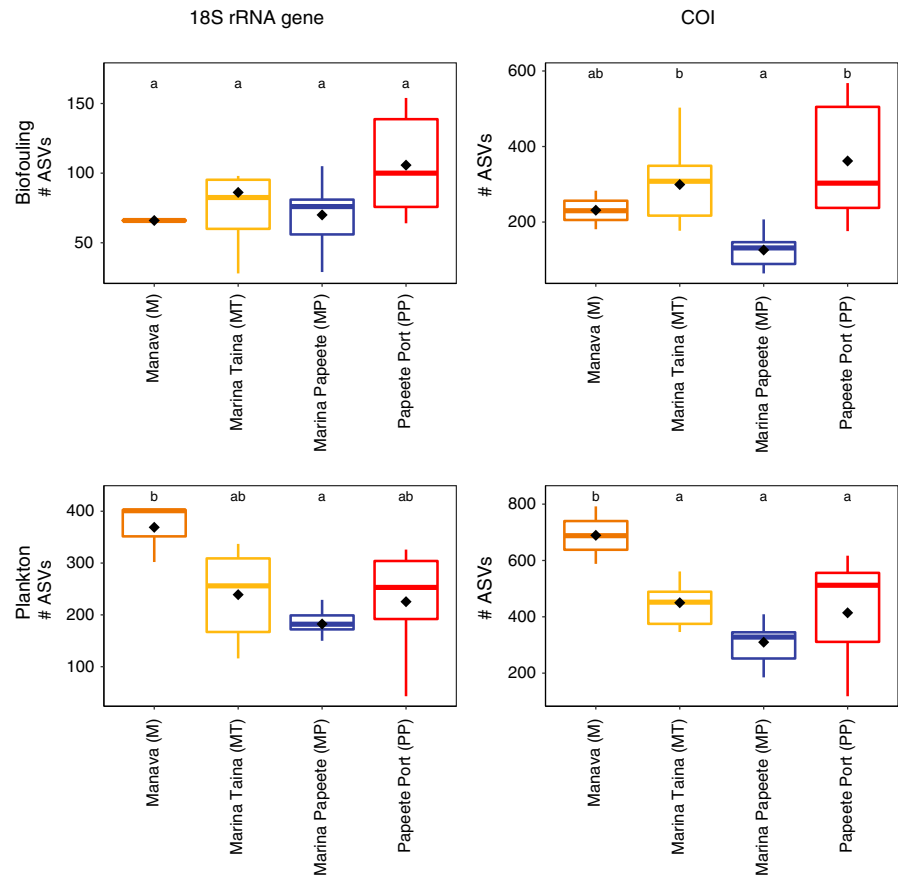 18S rRNA gene
COI
Biofouling
# ASVs
150
100
50
a a a a
Manava (M)
Marina Taina (MT)
Marina Papeete (MP)
Papeete Port (PP)
# ASVs
600
400
200
ab b a b
Manava (M)
Marina Taina (MT)
Marina Papeete (MP)
Papeete Port (PP)
Plankton
# ASVs
400
300
200
100
b ab a ab
Manava (M)
Marina Taina (MT)
Marina Papeete (MP)
Papeete Port (PP)
# ASVs
800
600
400
200
b a a a
Manava (M)
Marina Taina (MT)
Marina Papeete (MP)
Papeete Port (PP)